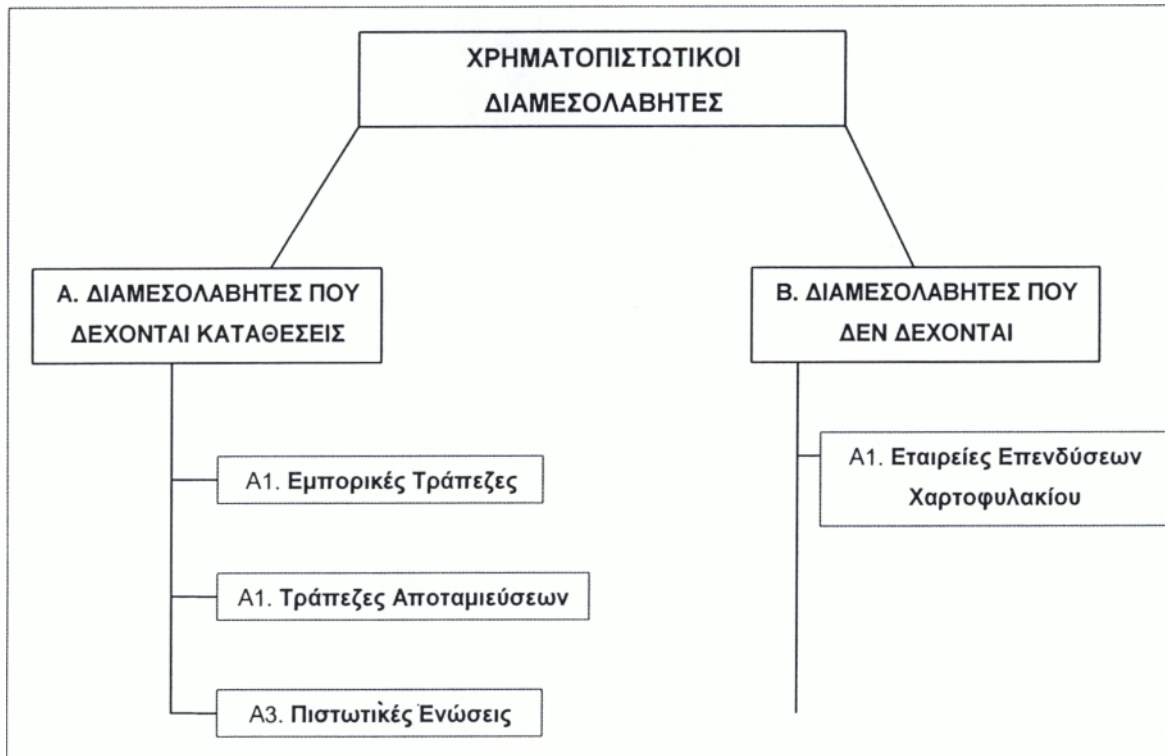 ΧΡΗΜΑΤΟΠΙΣΤΩΤΙΚΟΙ
ΔΙΑΜΕΣΟΛΑΒΗΤΕΣ
Α. ΔΙΑΜΕΣΟΛΑΒΗΤΕΣ ΠΟΥ
ΔΕΧΟΝΤΑΙ ΚΑΤΑΘΕΣΕΙΣ
Β. ΔΙΑΜΕΣΟΛΑΒΗΤΕΣ ΠΟΥ
ΔΕΝ ΔΕΧΟΝΤΑΙ
Α1. Εμπορικές Τράπεζες
Α1. Τράπεζες Αποταμιεύσεων
Α3. Πιστωτικές Ενώσεις
Α1. Εταιρείες Επενδύσεων
Χαρτοφυλακίου